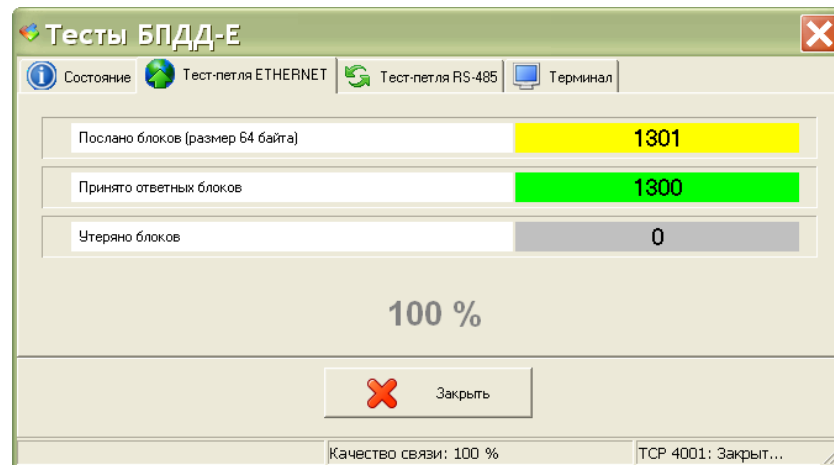 Тесты БПДД-Е
Состояние Тест-петля ETHERNET Тест-петля RS-485 Терминал
Послано блоков (размер 64 байта) 1301
Принято ответных блоков 1300
Утеряно блоков 0
100 %
Закрыть
Качество связи: 100 % TCP 4001: Закрыт...